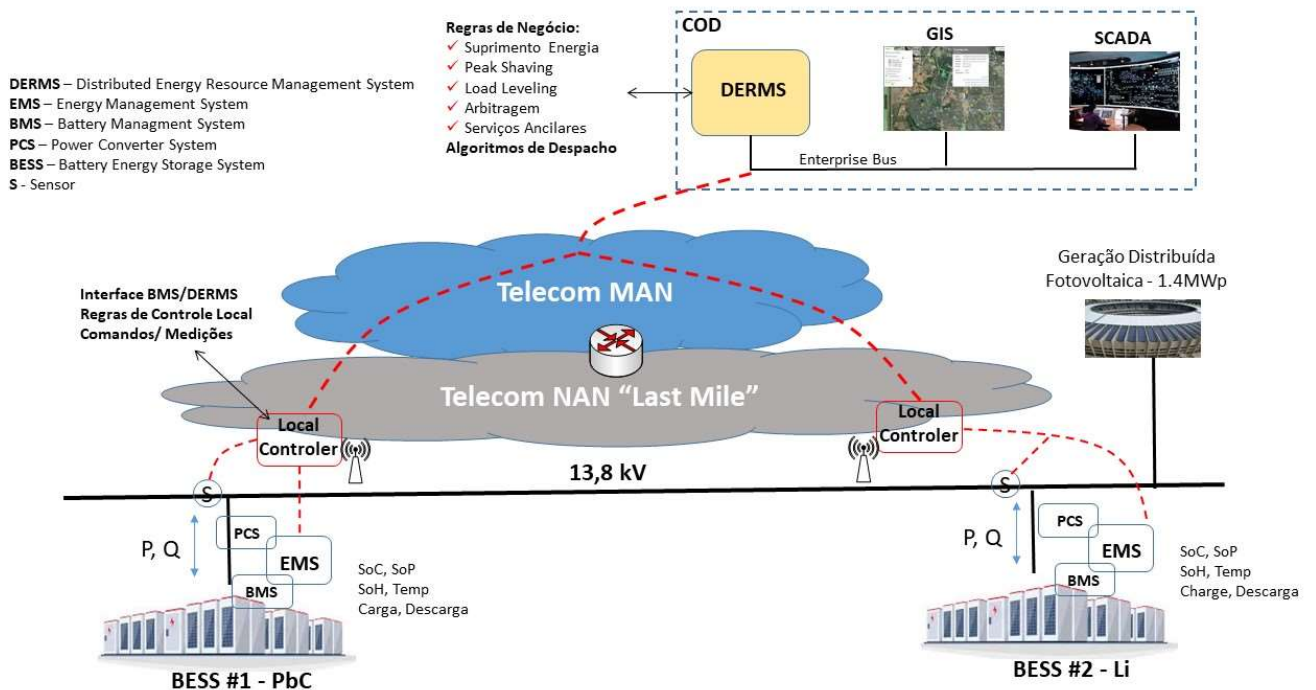 DERMS – Distributed Energy Resource Management System
EMS – Energy Management System
BMS – Battery Managment System
PCS – Power Converter System
BESS – Battery Energy Storage System
S - Sensor
Regras de Negócio:
✓ Suprimento Energia
✓ Peak Shaving
✓ Load Leveling
✓ Arbitragem
✓ Serviços Ancilares
Algoritmos de Despacho
COD
DERMS
GIS
SCADA
Enterprise Bus
Geração Distribuída
Fotovoltaica - 1.4MWp
Telecom MAN
Interface BMS/DERMS
Regras de Controle Local
Comandos/ Medições
Telecom NAN “Last Mile”
Local
Controler
Local
Controler
13,8 kV
S
P, Q
PCS
EMS
BMS
SoC, SoP
SoH, Temp
Carga, Descarga
BESS #1 - PbC
S
P, Q
PCS
EMS
BMS
SoC, SoP
SoH, Temp
Charge, Descarga
BESS #2 - Li